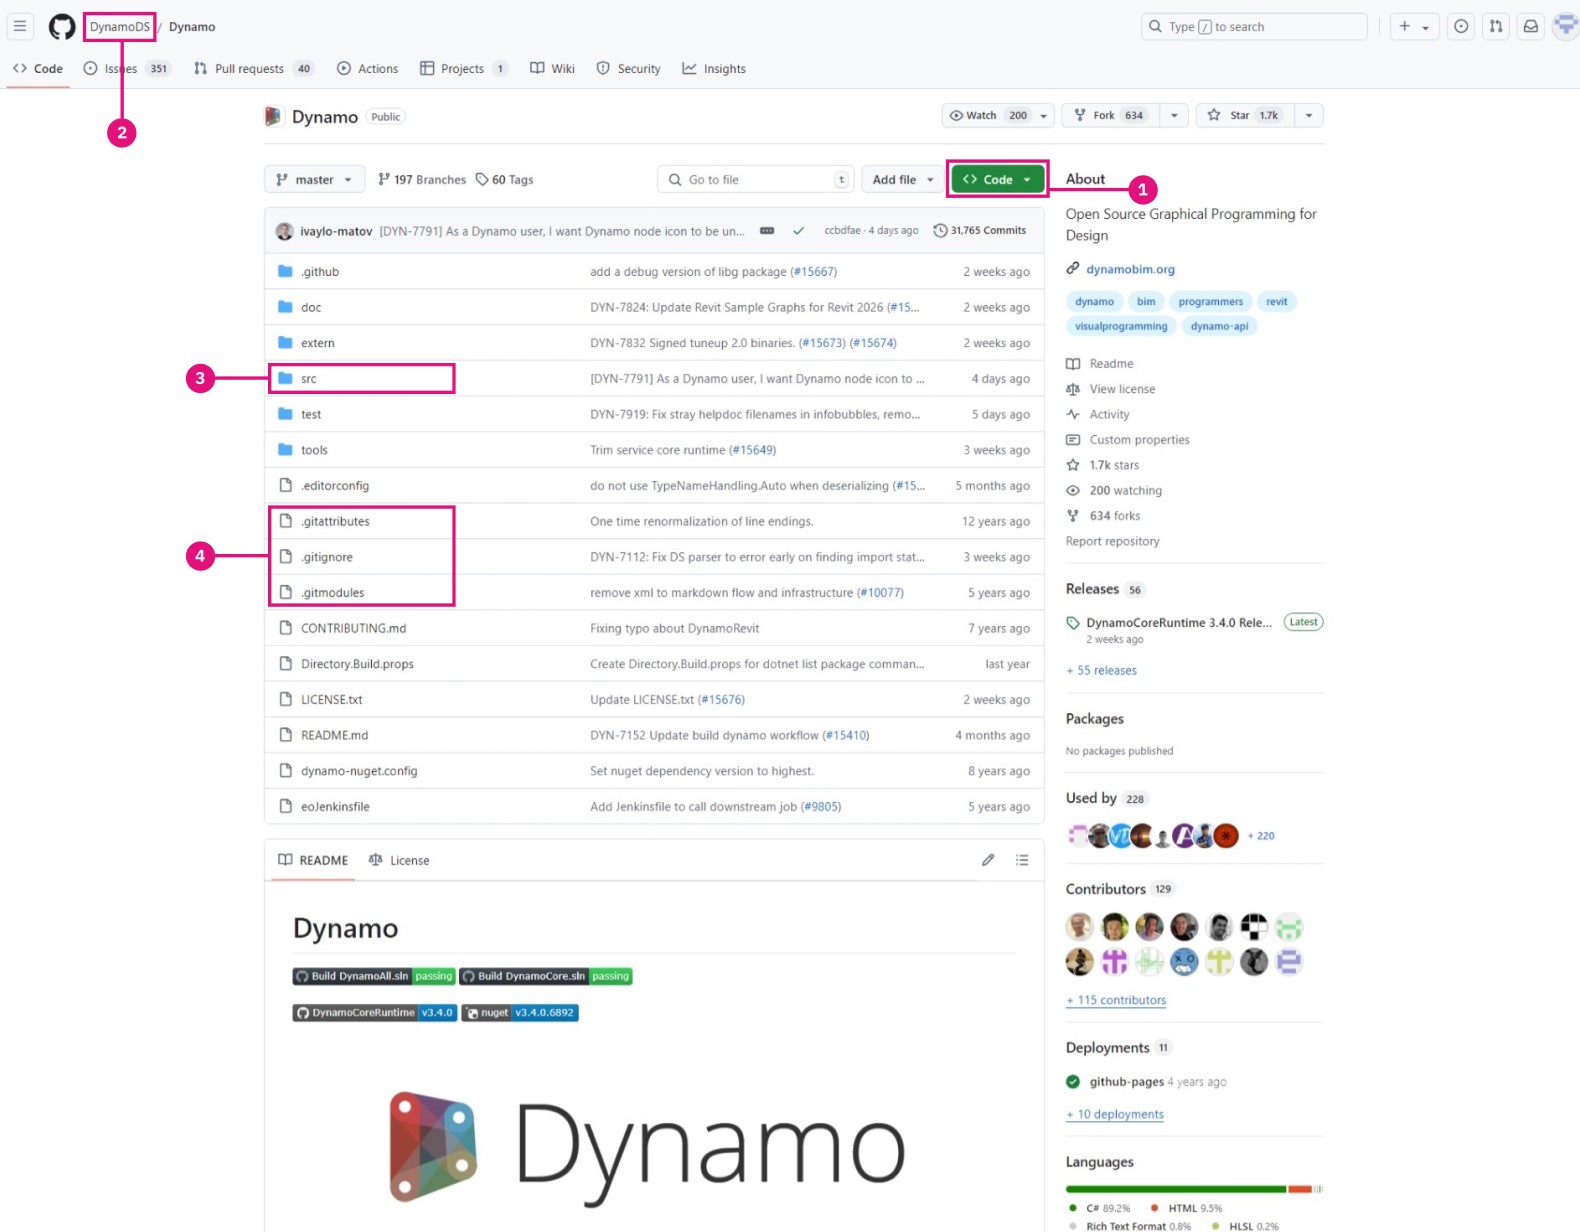 DynamoDS / Dynamo
Type / to search
Code
Issues 351
Pull requests 40
Actions
Projects 1
Wiki
Security
Insights
2
Dynamo Public
Watch 200
Fork 634
Star 1.7k
master
197 Branches
60 Tags
Go to file t
Add file
Code
1
ivaylo-matov [DYN-7791] As a Dynamo user, I want Dynamo node icon to be un... ccbdfae · 4 days ago 31,765 Commits
.github add a debug version of libg package (#15667) 2 weeks ago
doc DYN-7824: Update Revit Sample Graphs for Revit 2026 (#15... 2 weeks ago
extern DYN-7832 Signed tuneup 2.0 binaries. (#15673) (#15674) 2 weeks ago
3
src [DYN-7791] As a Dynamo user, I want Dynamo node icon to ... 4 days ago
test DYN-7919: Fix stray helpdoc filenames in infobubbles, remo... 5 days ago
tools Trim service core runtime (#15649) 3 weeks ago
.editorconfig do not use TypeNameHandling.Auto when deserializing (#15... 5 months ago
.gitattributes One time renormalization of line endings. 12 years ago
4
.gitignore DYN-7112: Fix DS parser to error early on finding import stat... 3 weeks ago
.gitmodules remove xml to markdown flow and infrastructure (#10077) 5 years ago
CONTRIBUTING.md Fixing typo about DynamoRevit 7 years ago
Directory.Build.props Create Directory.Build.props for dotnet list package comman... last year
LICENSE.txt Update LICENSE.txt (#15676) 2 weeks ago
README.md DYN-7152 Update build dynamo workflow (#15410) 4 months ago
dynamo-nuget.config Set nuget dependency version to highest. 8 years ago
eoJenkinsfile Add Jenkinsfile to call downstream job (#9805) 5 years ago
README
License
Dynamo
Build DynamoAll.sln passing
Build DynamoCore.sln passing
DynamoCoreRuntime v3.4.0
nuget v3.4.0.6892
Dynamo
About
Open Source Graphical Programming for
Design
dynamobim.org
dynamo bim programmers revit
visualprogramming dynamo-api
Readme
View license
Activity
Custom properties
1.7k stars
200 watching
634 forks
Report repository
Releases 56
DynamoCoreRuntime 3.4.0 Rele... Latest
2 weeks ago
+ 55 releases
Packages
No packages published
Used by 228
+ 220
Contributors 129
+ 115 contributors
Deployments 11
github-pages 4 years ago
+ 10 deployments
Languages
C# 89.2% HTML 9.5%
Rich Text Format 0.8% HLSL 0.2%